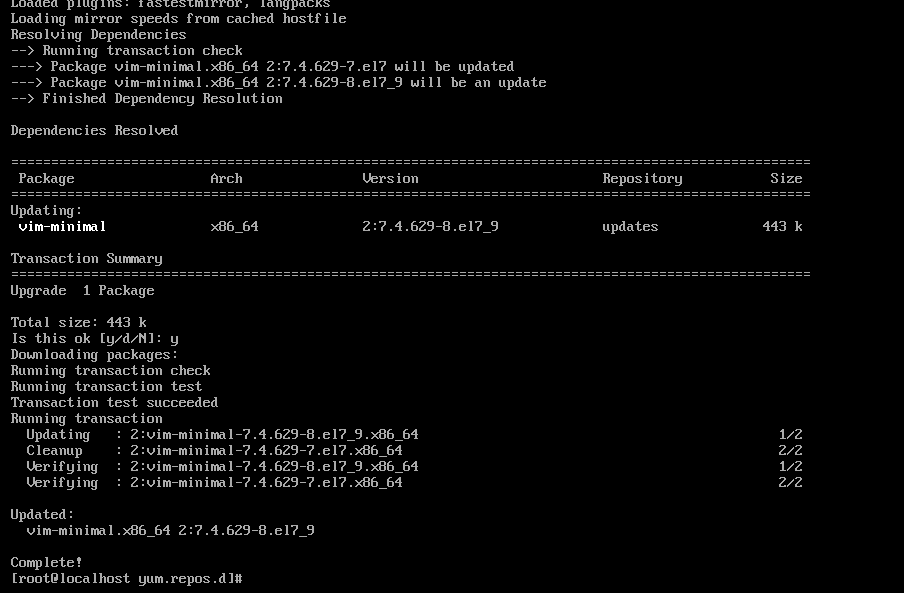 Loaded plugins: fastestmirror, langpacks
Loading mirror speeds from cached hostfile
Resolving Dependencies
--> Running transaction check
---> Package vim-minimal.x86_64 2:7.4.629-7.el7 will be updated
---> Package vim-minimal.x86_64 2:7.4.629-8.el7_9 will be an update
--> Finished Dependency Resolution
Dependencies Resolved
Package Arch Version Repository Size
Updating:
vim-minimal x86_64 2:7.4.629-8.el7_9 updates 443 k
Transaction Summary
Upgrade 1 Package
Total size: 443 k
Is this ok [y/d/N]: y
Downloading packages:
Running transaction check
Running transaction test
Transaction test succeeded
Running transaction
Updating : 2:vim-minimal-7.4.629-8.el7_9.x86_64 1/2
Cleanup : 2:vim-minimal-7.4.629-7.el7.x86_64 2/2
Verifying : 2:vim-minimal-7.4.629-8.el7_9.x86_64 1/2
Verifying : 2:vim-minimal-7.4.629-7.el7.x86_64 2/2
Updated:
vim-minimal.x86_64 2:7.4.629-8.el7_9
Complete!
[root@localhost yum.repos.d]#